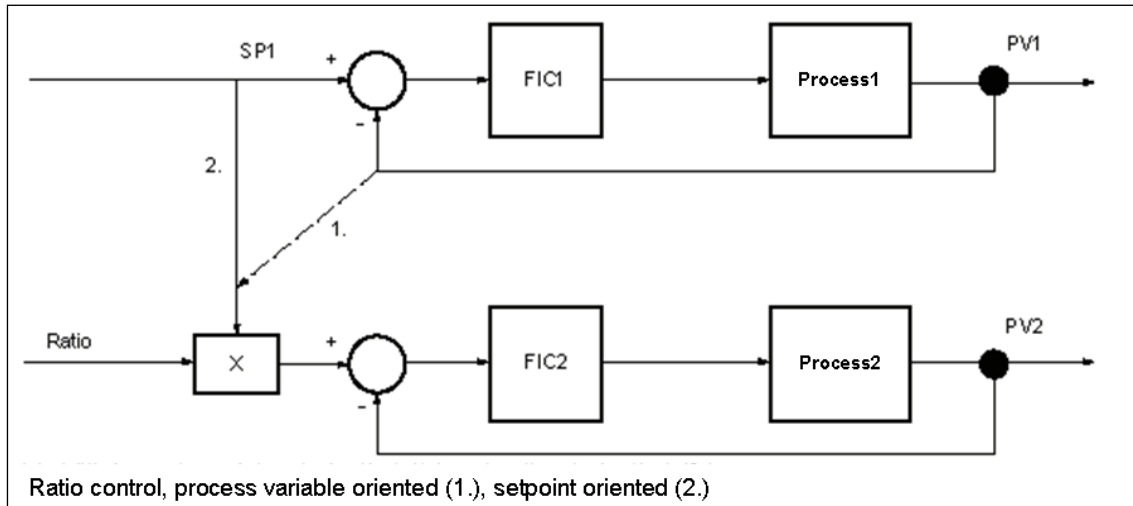 SP1
PV1
+
FIC1
Process1
-
2.
1.
Ratio
PV2
+
X
FIC2
Process2
-
Ratio control, process variable oriented (1.), setpoint oriented (2.)